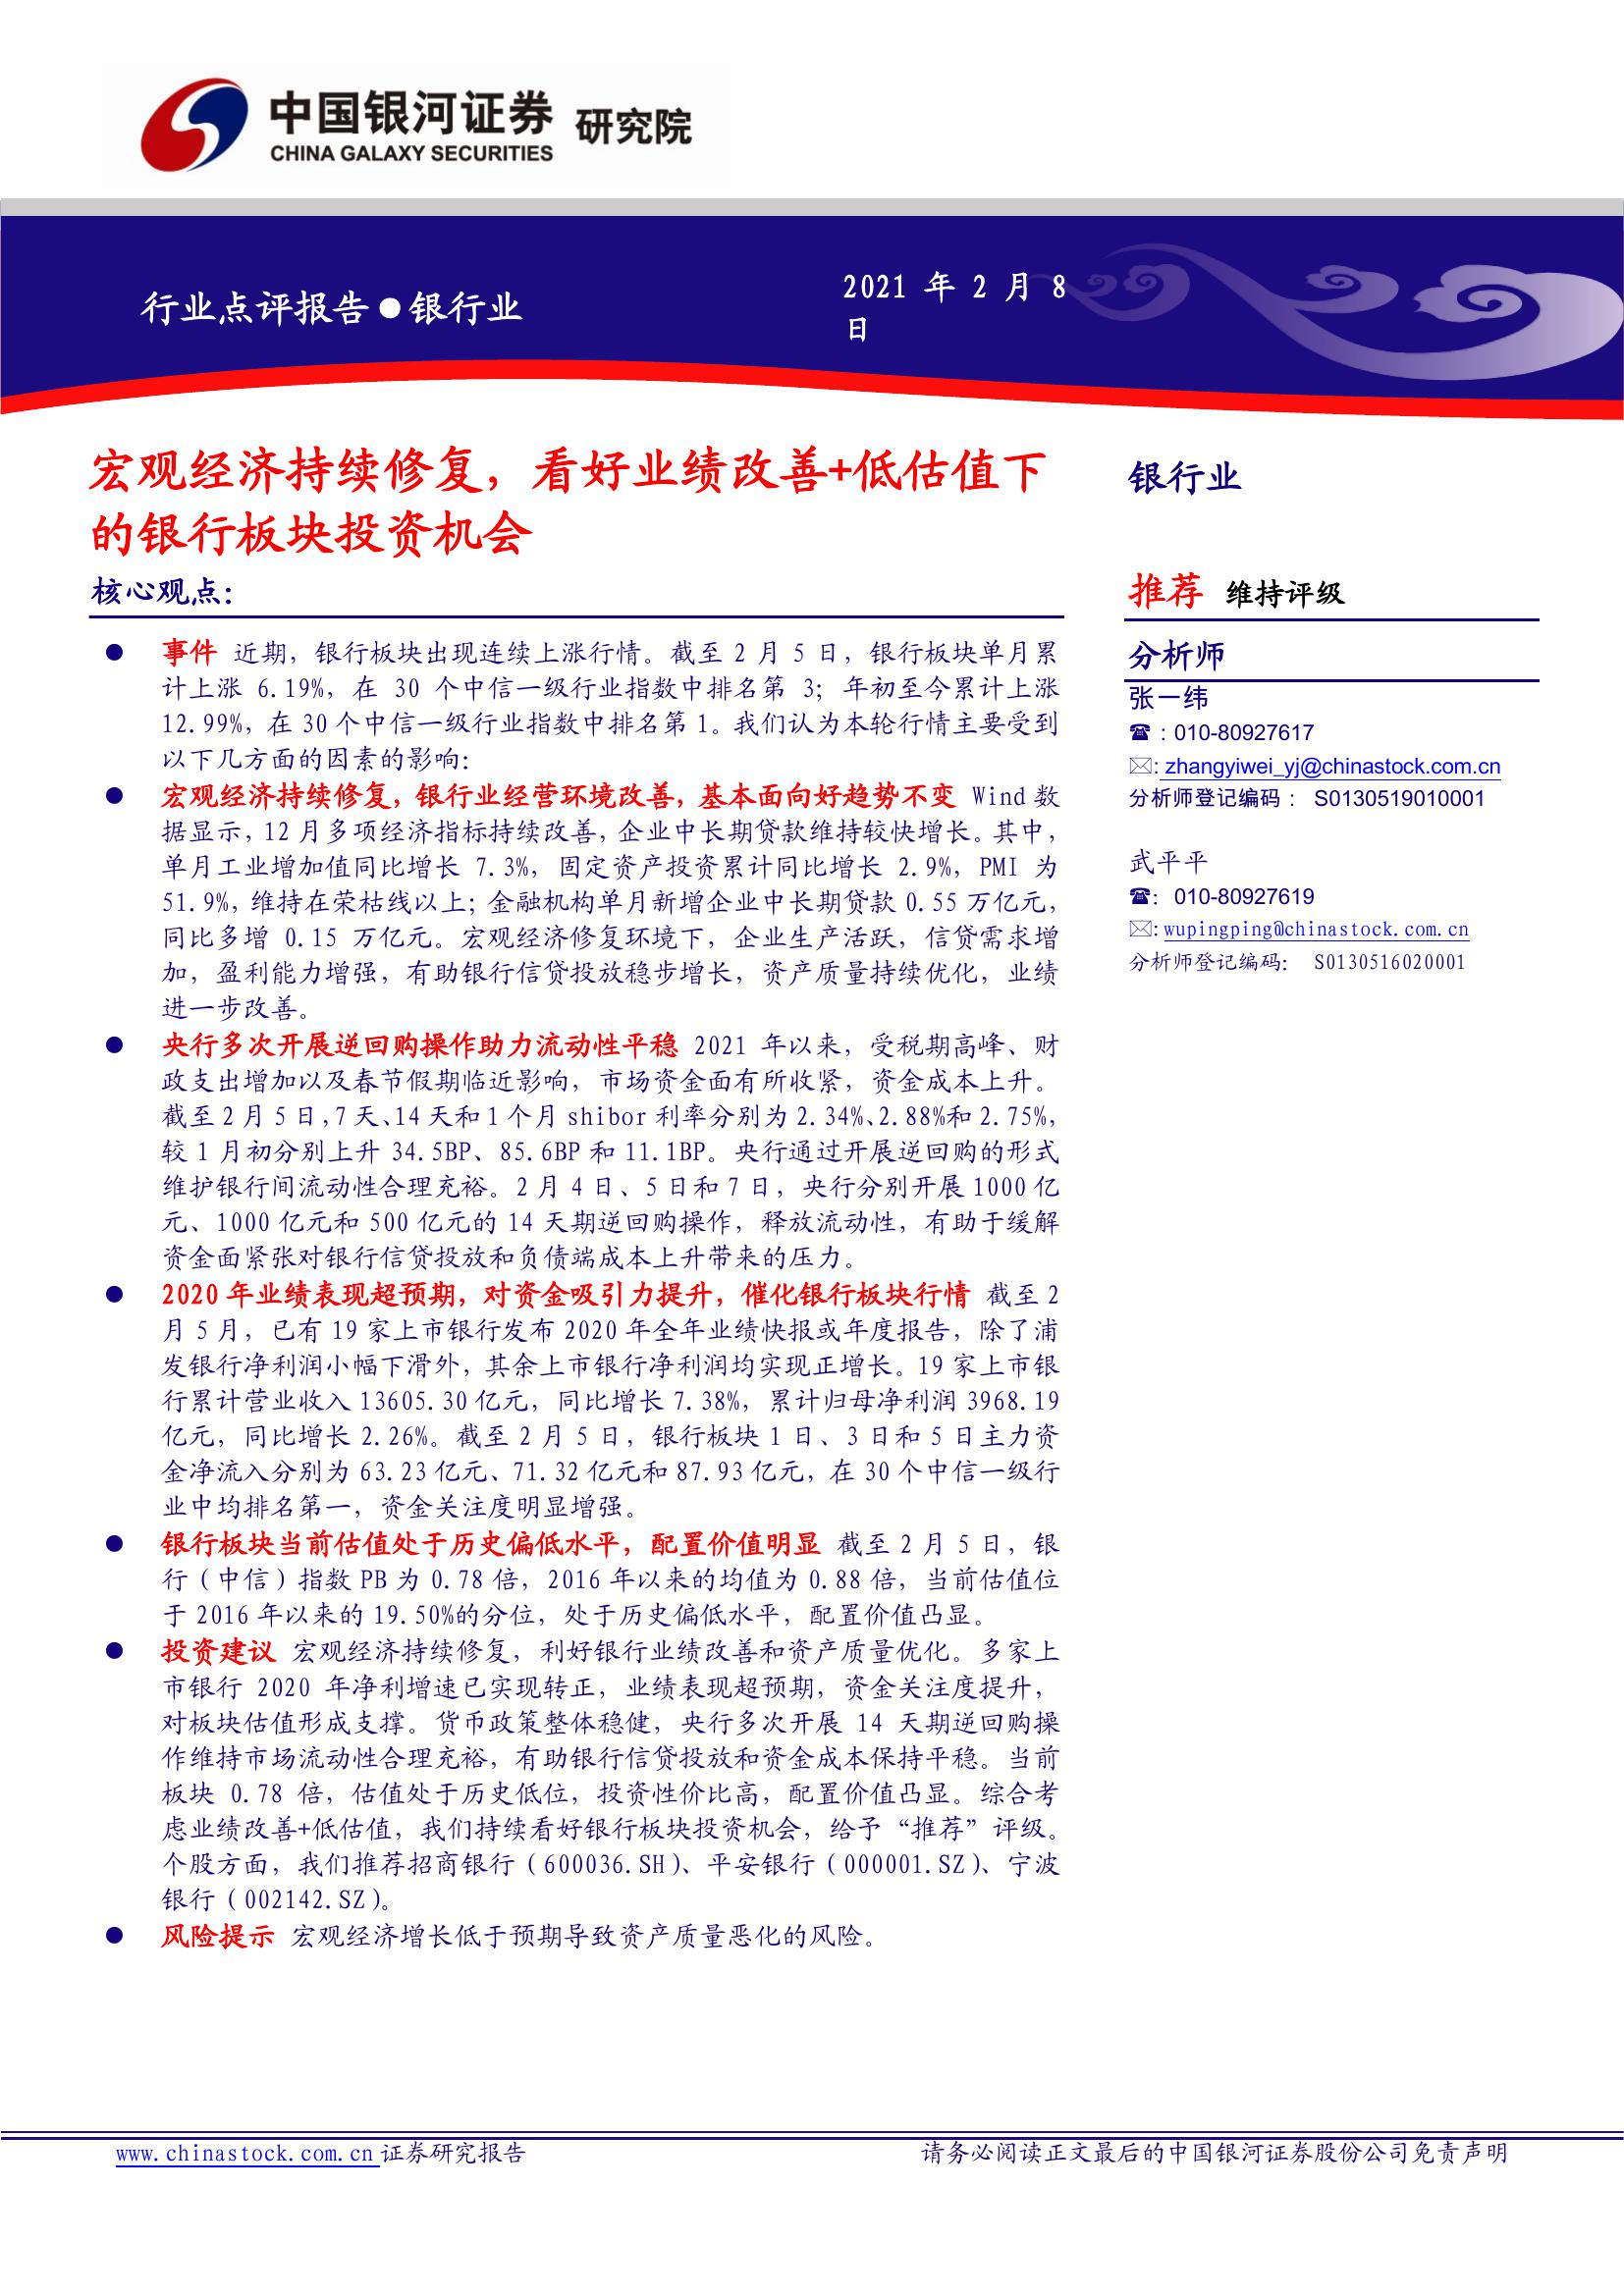 中国银河证券 研究院
CHINA GALAXY SECURITIES
行业点评报告●银行业
2021 年 2 月 8
日
宏观经济持续修复，看好业绩改善+低估值下
的银行板块投资机会
核心观点：
● 事件 近期，银行板块出现连续上涨行情。截至 2 月 5 日，银行板块单月累
计上涨 6.19%，在 30 个中信一级行业指数中排名第 3；年初至今累计上涨
12.99%，在 30 个中信一级行业指数中排名第 1。我们认为本轮行情主要受到
以下几方面的因素的影响：
● 宏观经济持续修复，银行业经营环境改善，基本面向好趋势不变 Wind 数
据显示，12 月多项经济指标持续改善，企业中长期贷款维持较快增长。其中，
单月工业增加值同比增长 7.3%，固定资产投资累计同比增长 2.9%，PMI 为
51.9%，维持在荣枯线以上；金融机构单月新增企业中长期贷款 0.55 万亿元，
同比多增 0.15 万亿元。宏观经济修复环境下，企业生产活跃，信贷需求增
加，盈利能力增强，有助银行信贷投放稳步增长，资产质量持续优化，业绩
进一步改善。
● 央行多次开展逆回购操作助力流动性平稳 2021 年以来，受税期高峰、财
政支出增加以及春节假期临近影响，市场资金面有所收紧，资金成本上升。
截至 2 月 5 日，7 天、14 天和 1 个月 shibor 利率分别为 2.34%、2.88%和 2.75%，
较 1 月初分别上升 34.5BP、85.6BP 和 11.1BP。央行通过开展逆回购的形式
维护银行间流动性合理充裕。2 月 4 日、5 日和 7 日，央行分别开展 1000 亿
元、1000 亿元和 500 亿元的 14 天期逆回购操作，释放流动性，有助于缓解
资金面紧张对银行信贷投放和负债端成本上升带来的压力。
● 2020 年业绩表现超预期，对资金吸引力提升，催化银行板块行情 截至 2
月 5 月，已有 19 家上市银行发布 2020 年全年业绩快报或年度报告，除了浦
发银行净利润小幅下滑外，其余上市银行净利润均实现正增长。19 家上市银
行累计营业收入 13605.30 亿元，同比增长 7.38%，累计归母净利润 3968.19
亿元，同比增长 2.26%。截至 2 月 5 日，银行板块 1 日、3 日和 5 日主力资
金净流入分别为 63.23 亿元、71.32 亿元和 87.93 亿元，在 30 个中信一级行
业中均排名第一，资金关注度明显增强。
● 银行板块当前估值处于历史偏低水平，配置价值明显 截至 2 月 5 日，银
行（中信）指数 PB 为 0.78 倍，2016 年以来的均值为 0.88 倍，当前估值位
于 2016 年以来的 19.50%的分位，处于历史偏低水平，配置价值凸显。
● 投资建议 宏观经济持续修复，利好银行业绩改善和资产质量优化。多家上
市银行 2020 年净利增速已实现转正，业绩表现超预期，资金关注度提升，
对板块估值形成支撑。货币政策整体稳健，央行多次开展 14 天期逆回购操
作维持市场流动性合理充裕，有助银行信贷投放和资金成本保持平稳。当前
板块 0.78 倍，估值处于历史低位，投资性价比高，配置价值凸显。综合考
虑业绩改善+低估值，我们持续看好银行板块投资机会，给予“推荐”评级。
个股方面，我们推荐招商银行（600036.SH）、平安银行（000001.SZ）、宁波
银行（002142.SZ）。
● 风险提示 宏观经济增长低于预期导致资产质量恶化的风险。
银行业
推荐 维持评级
分析师
张一纬
☎：010-80927617
✉: zhangyiwei_yj@chinastock.com.cn
分析师登记编码： S0130519010001
武平平
☎： 010-80927619
✉: wupingping@chinastock.com.cn
分析师登记编码： S0130516020001
www.chinastock.com.cn 证券研究报告
请务必阅读正文最后的中国银河证券股份公司免责声明